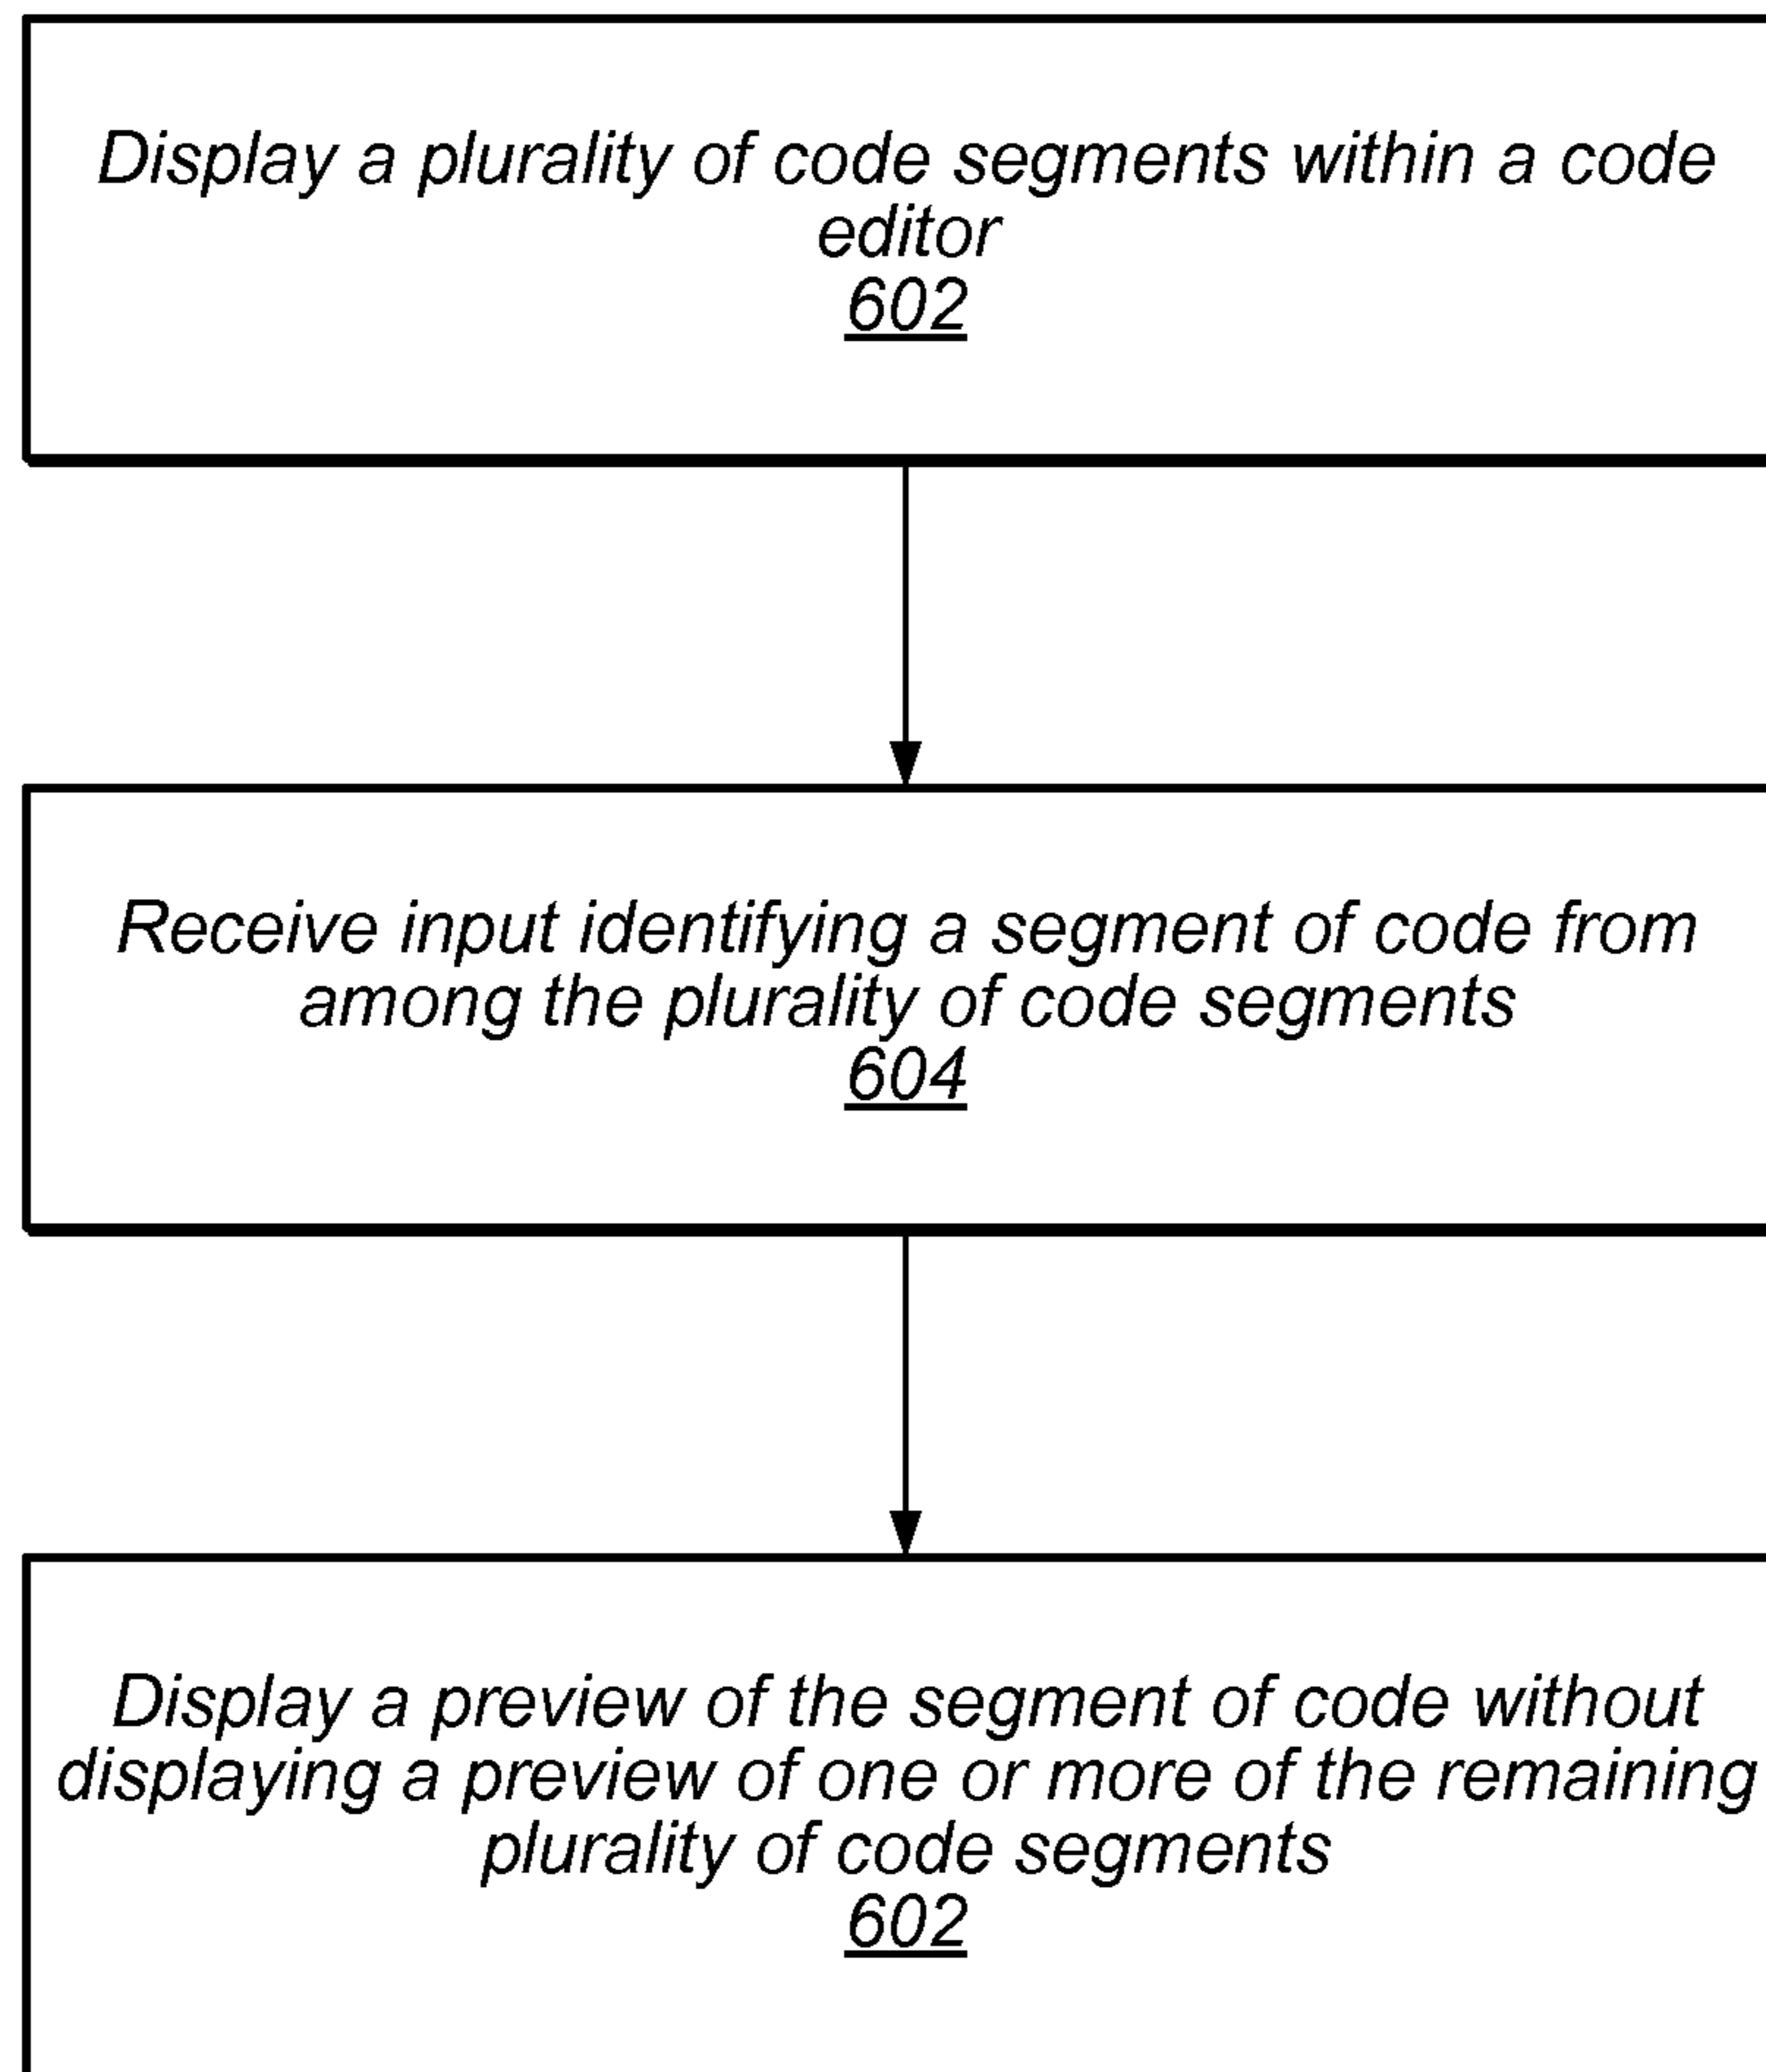 Display a plurality of code segments within a code
editor
602
Receive input identifying a segment of code from
among the plurality of code segments
604
Display a preview of the segment of code without
displaying a preview of one or more of the remaining
plurality of code segments
602